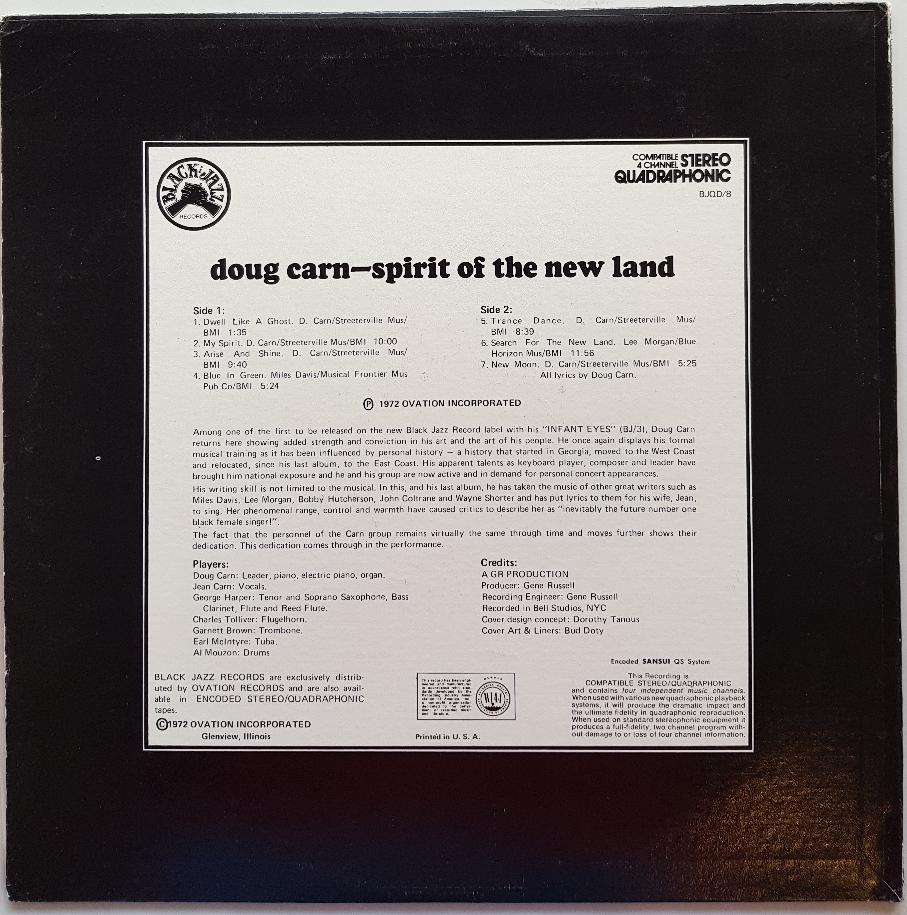 BLACK JAZZ
RECORDS
COMPATIBLE
4 CHANNEL STEREO
QUADRAPHONIC
BJQD/8
doug carn—spirit of the new land
Side 1:
1. Dwell Like A Ghost. D. Carn/Streeterville Mus/
BMI 1:35
2. My Spirit. D. Carn/Streeterville Mus/BMI 10:00
3. Arise And Shine. D. Carn/Streeterville Mus/
BMI 9:40
4. Blue In Green. Miles Davis/Musical Frontier Mus
Pub Co/BMI 5:24
Side 2:
5. Trance Dance. D. Carn/Streeterville Mus/
BMI 8:39
6. Search For The New Land. Lee Morgan/Blue
Horizon Mus/BMI 11:56
7. New Moon. D. Carn/Streeterville Mus/BMI 5:25
All lyrics by Doug Carn.
Ⓟ 1972 OVATION INCORPORATED
Among one of the first to be released on the new Black Jazz Record label with his "INFANT EYES" (BJ/3), Doug Carn
returns here showing added strength and conviction in his art and the art of his people. He once again displays his formal
musical training as it has been influenced by personal history — a history that started in Georgia, moved to the West Coast
and relocated, since his last album, to the East Coast. His apparent talents as keyboard player, composer and leader have
brought him national exposure and he and his group are now active and in demand for personal concert appearances.
His writing skill is not limited to the musical. In this, and his last album, he has taken the music of other great writers such as
Miles Davis, Lee Morgan, Bobby Hutcherson, John Coltrane and Wayne Shorter and has put lyrics to them for his wife, Jean,
to sing. Her phenomenal range, control and warmth have caused critics to describe her as "inevitably the future number one
black female singer!".
The fact that the personnel of the Carn group remains virtually the same through time and moves further shows their
dedication. This dedication comes through in the performance.
Players:
Doug Carn: Leader, piano, electric piano, organ.
Jean Carn: Vocals.
George Harper: Tenor and Soprano Saxophone, Bass
Clarinet, Flute and Reed Flute.
Charles Tolliver: Flugelhorn.
Garnett Brown: Trombone.
Earl McIntyre: Tuba.
Al Mouzon: Drums
Credits:
A GR PRODUCTION
Producer: Gene Russell
Recording Engineer: Gene Russell
Recorded in Bell Studios, NYC
Cover design concept: Dorothy Tanous
Cover Art & Liners: Bud Doty
BLACK JAZZ RECORDS are exclusively distrib-
uted by OVATION RECORDS and are also avail-
able in ENCODED STEREO/QUADRAPHONIC
tapes.
©1972 OVATION INCORPORATED
Glenview, Illinois
Printed in U. S. A.
Encoded SANSUI QS System
This Recording is
COMPATIBLE STEREO/QUADRAPHONIC
and contains four independent music channels.
When used with various new quadraphonic playback
systems, it will produce the dramatic impact and
the ultimate fidelity in quadraphonic reproduction.
When used on standard stereophonic equipment it
produces a full-fidelity, two channel program with-
out damage to or loss of four channel information.